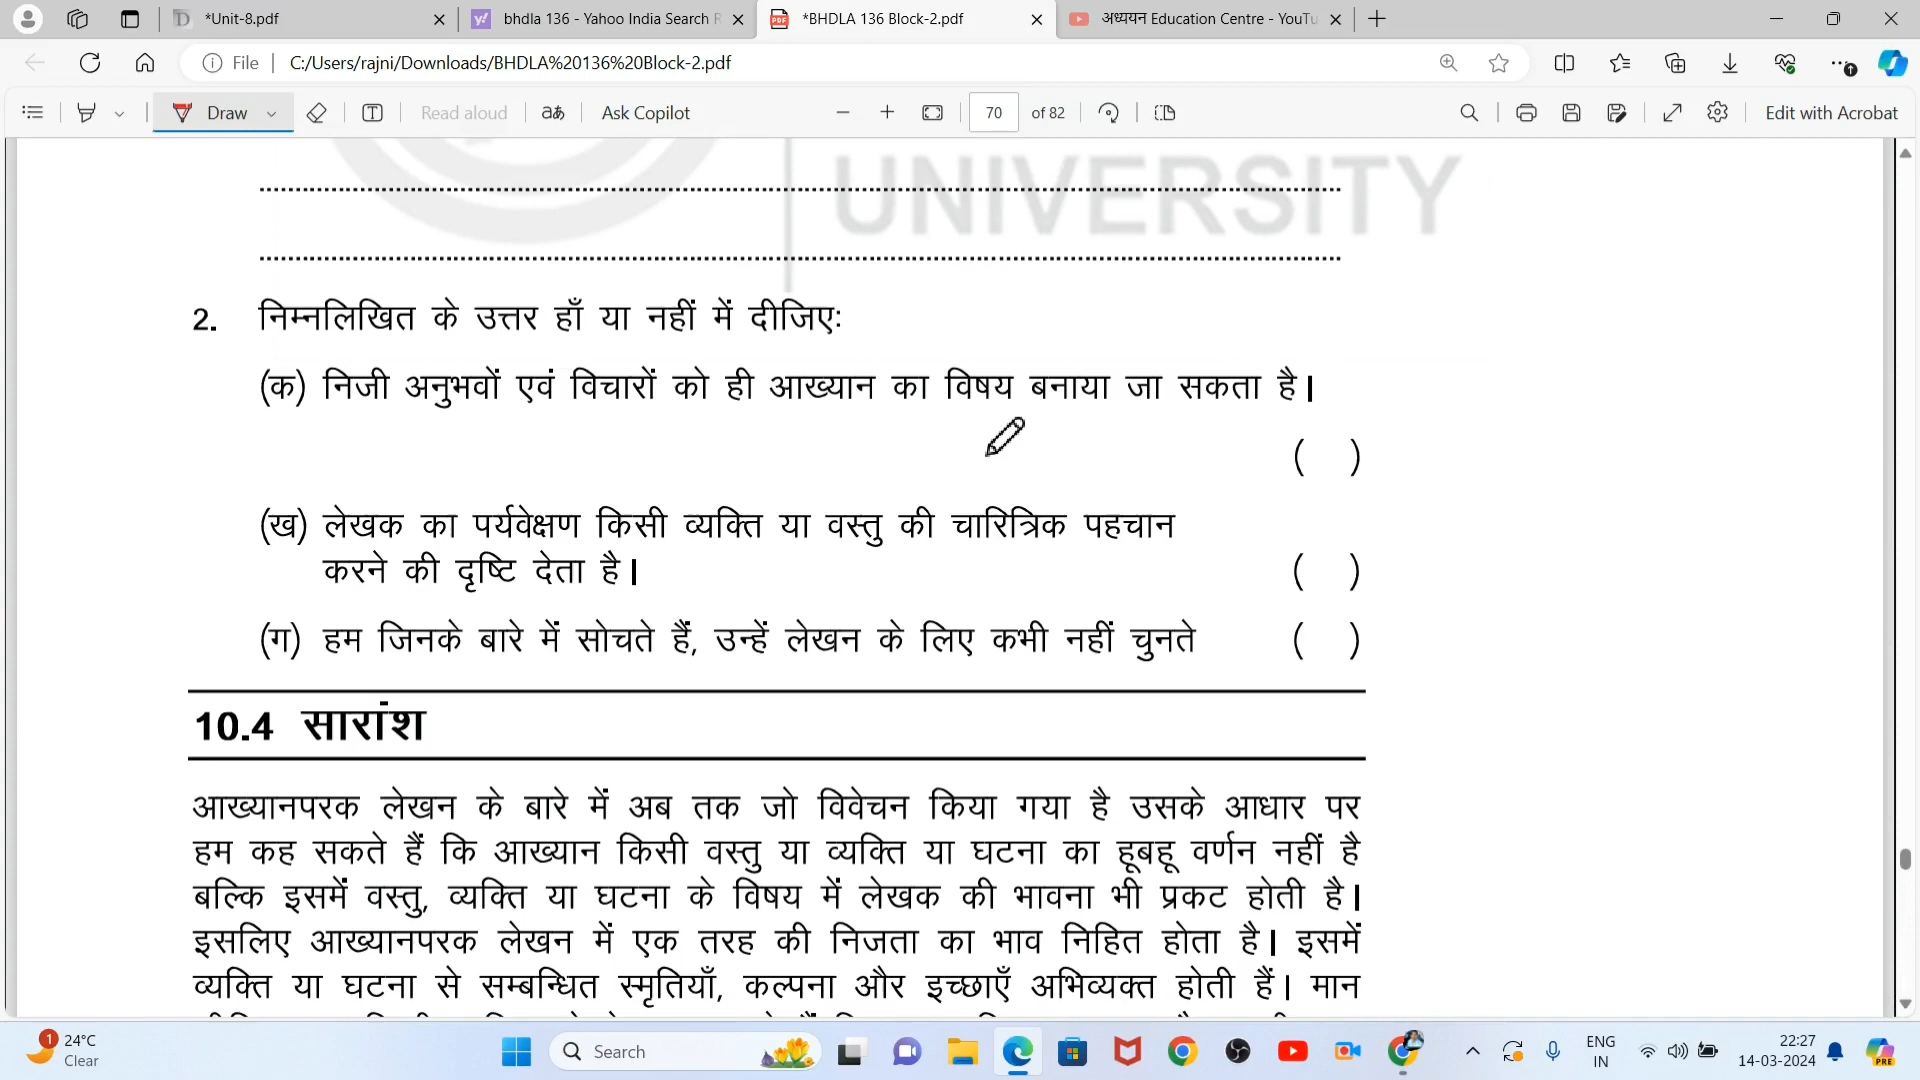 *Unit-8.pdf
bhdla 136 - Yahoo India Search R
*BHDLA 136 Block-2.pdf
अध्ययन Education Centre - YouTu
File
C:/Users/rajni/Downloads/BHDLA%20136%20Block-2.pdf
Draw
Read aloud
Ask Copilot
70
of 82
Edit with Acrobat
UNIVERSITY
2. निम्नलिखित के उत्तर हाँ या नहीं में दीजिए:
(क) निजी अनुभवों एवं विचारों को ही आख्यान का विषय बनाया जा सकता है।
( )
(ख) लेखक का पर्यवेक्षण किसी व्यक्ति या वस्तु की चारित्रिक पहचान
करने की दृष्टि देता है। ( )
(ग) हम जिनके बारे में सोचते हैं, उन्हें लेखन के लिए कभी नहीं चुनते ( )
10.4 सारांश
आख्यानपरक लेखन के बारे में अब तक जो विवेचन किया गया है उसके आधार पर
हम कह सकते हैं कि आख्यान किसी वस्तु या व्यक्ति या घटना का हूबहू वर्णन नहीं है
बल्कि इसमें वस्तु, व्यक्ति या घटना के विषय में लेखक की भावना भी प्रकट होती है।
इसलिए आख्यानपरक लेखन में एक तरह की निजता का भाव निहित होता है। इसमें
व्यक्ति या घटना से सम्बन्धित स्मृतियाँ, कल्पना और इच्छाएँ अभिव्यक्त होती हैं। मान
1
24°C
Clear
Search
ENG
IN
22:27
14-03-2024
PRE